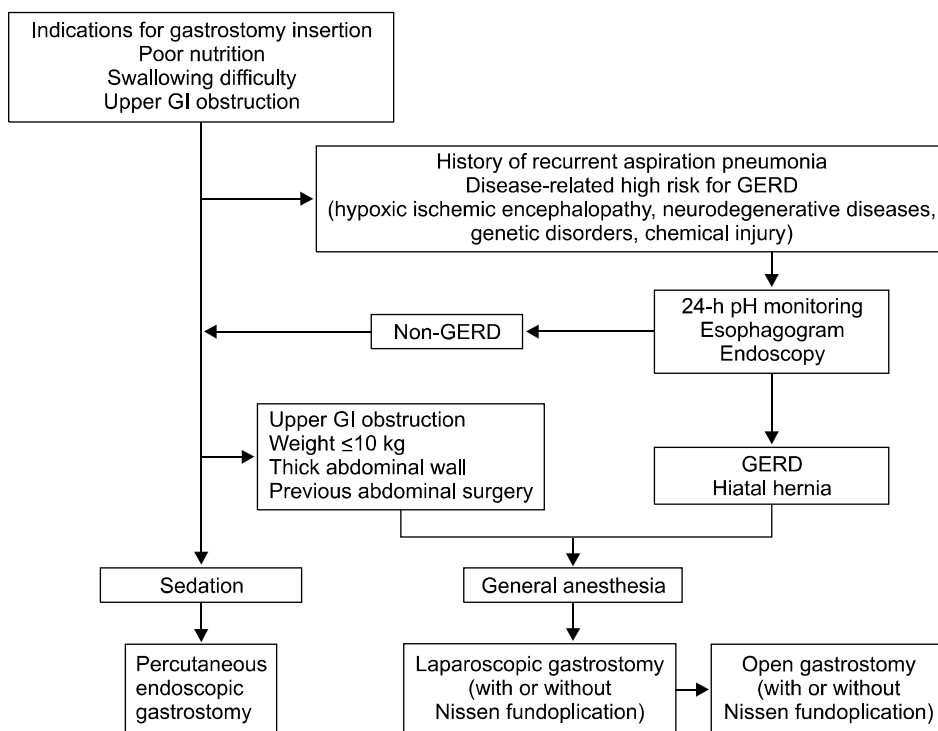 Indications for gastrostomy insertion
Poor nutrition
Swallowing difficulty
Upper GI obstruction
History of recurrent aspiration pneumonia
Disease-related high risk for GERD
(hypoxic ischemic encephalopathy, neurodegenerative diseases,
genetic disorders, chemical injury)
24-h pH monitoring
Esophagogram
Endoscopy
Non-GERD
Upper GI obstruction
Weight ≤10 kg
Thick abdominal wall
Previous abdominal surgery
GERD
Hiatal hernia
Sedation
General anesthesia
Percutaneous
endoscopic
gastrostomy
Laparoscopic gastrostomy
(with or without
Nissen fundoplication)
Open gastrostomy
(with or without
Nissen fundoplication)